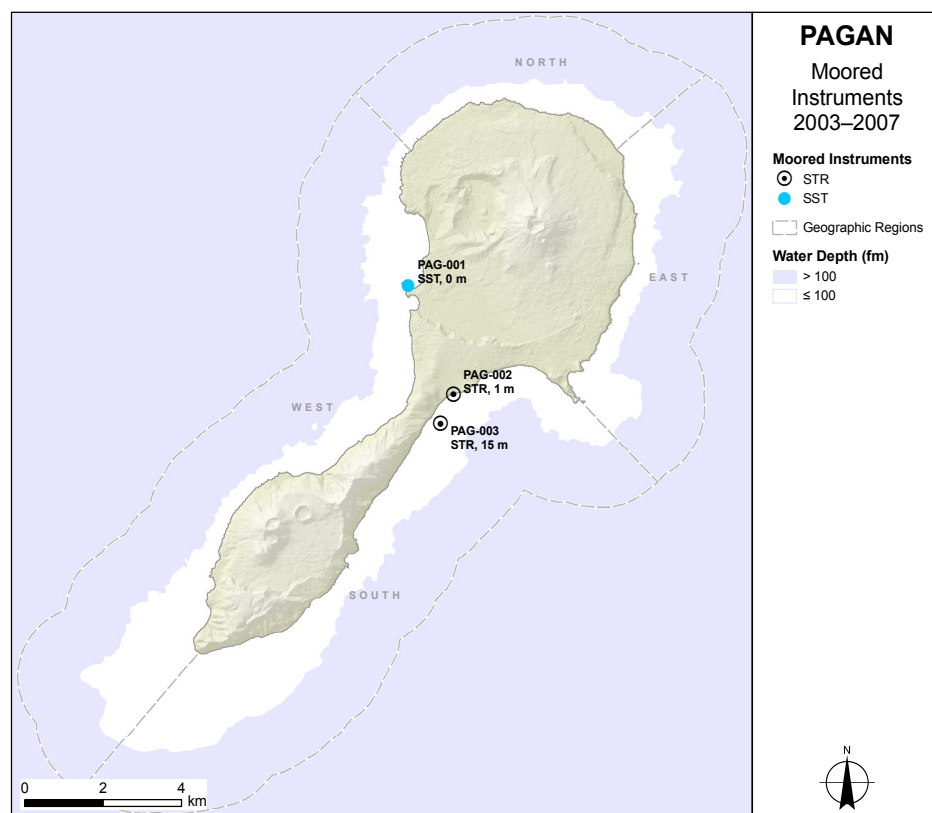 PAGAN
Moored
Instruments
2003–2007
Moored Instruments
STR
SST
Geographic Regions
Water Depth (fm)
> 100
≤ 100
N
NORTH
EAST
WEST
SOUTH
PAG-001
SST, 0 m
PAG-002
STR, 1 m
PAG-003
STR, 15 m
0 2 4
km